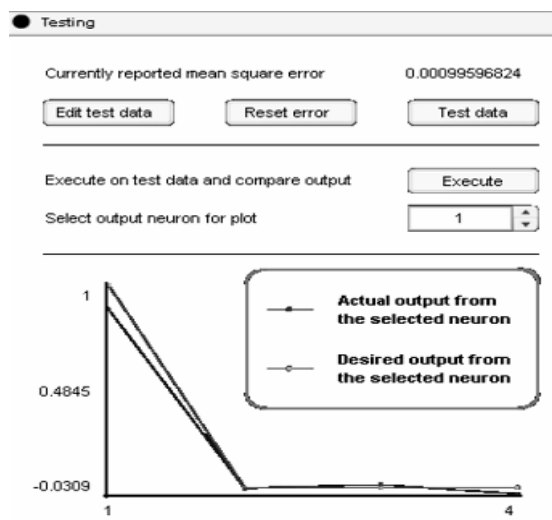 Testing
Currently reported mean square error 0.00099596824
Edit test data Reset error Test data
Execute on test data and compare output Execute
Select output neuron for plot 1
1
Actual output from
the selected neuron
Desired output from
the selected neuron
0.4845
-0.0309
1 4